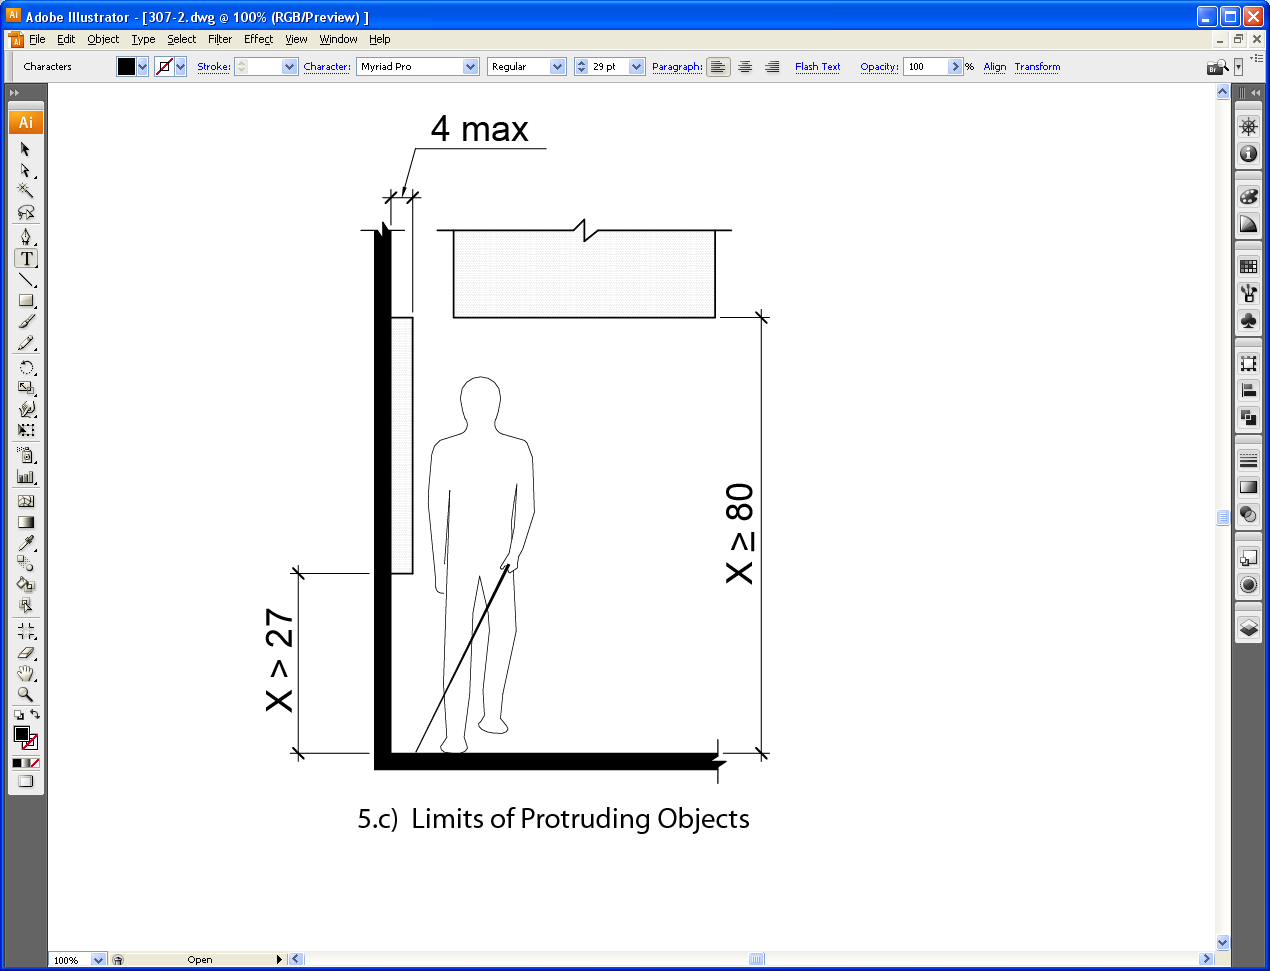 Adobe Illustrator - [307-2.dwg @ 100% (RGB/Preview) ]
File Edit Object Type Select Filter Effect View Window Help
Characters Stroke: Character: Myriad Pro Regular 29 pt Paragraph: Flash Text Opacity: 100 % Align Transform
Ai
4 max
X ≥ 80
X > 27
5.c) Limits of Protruding Objects
100% Open